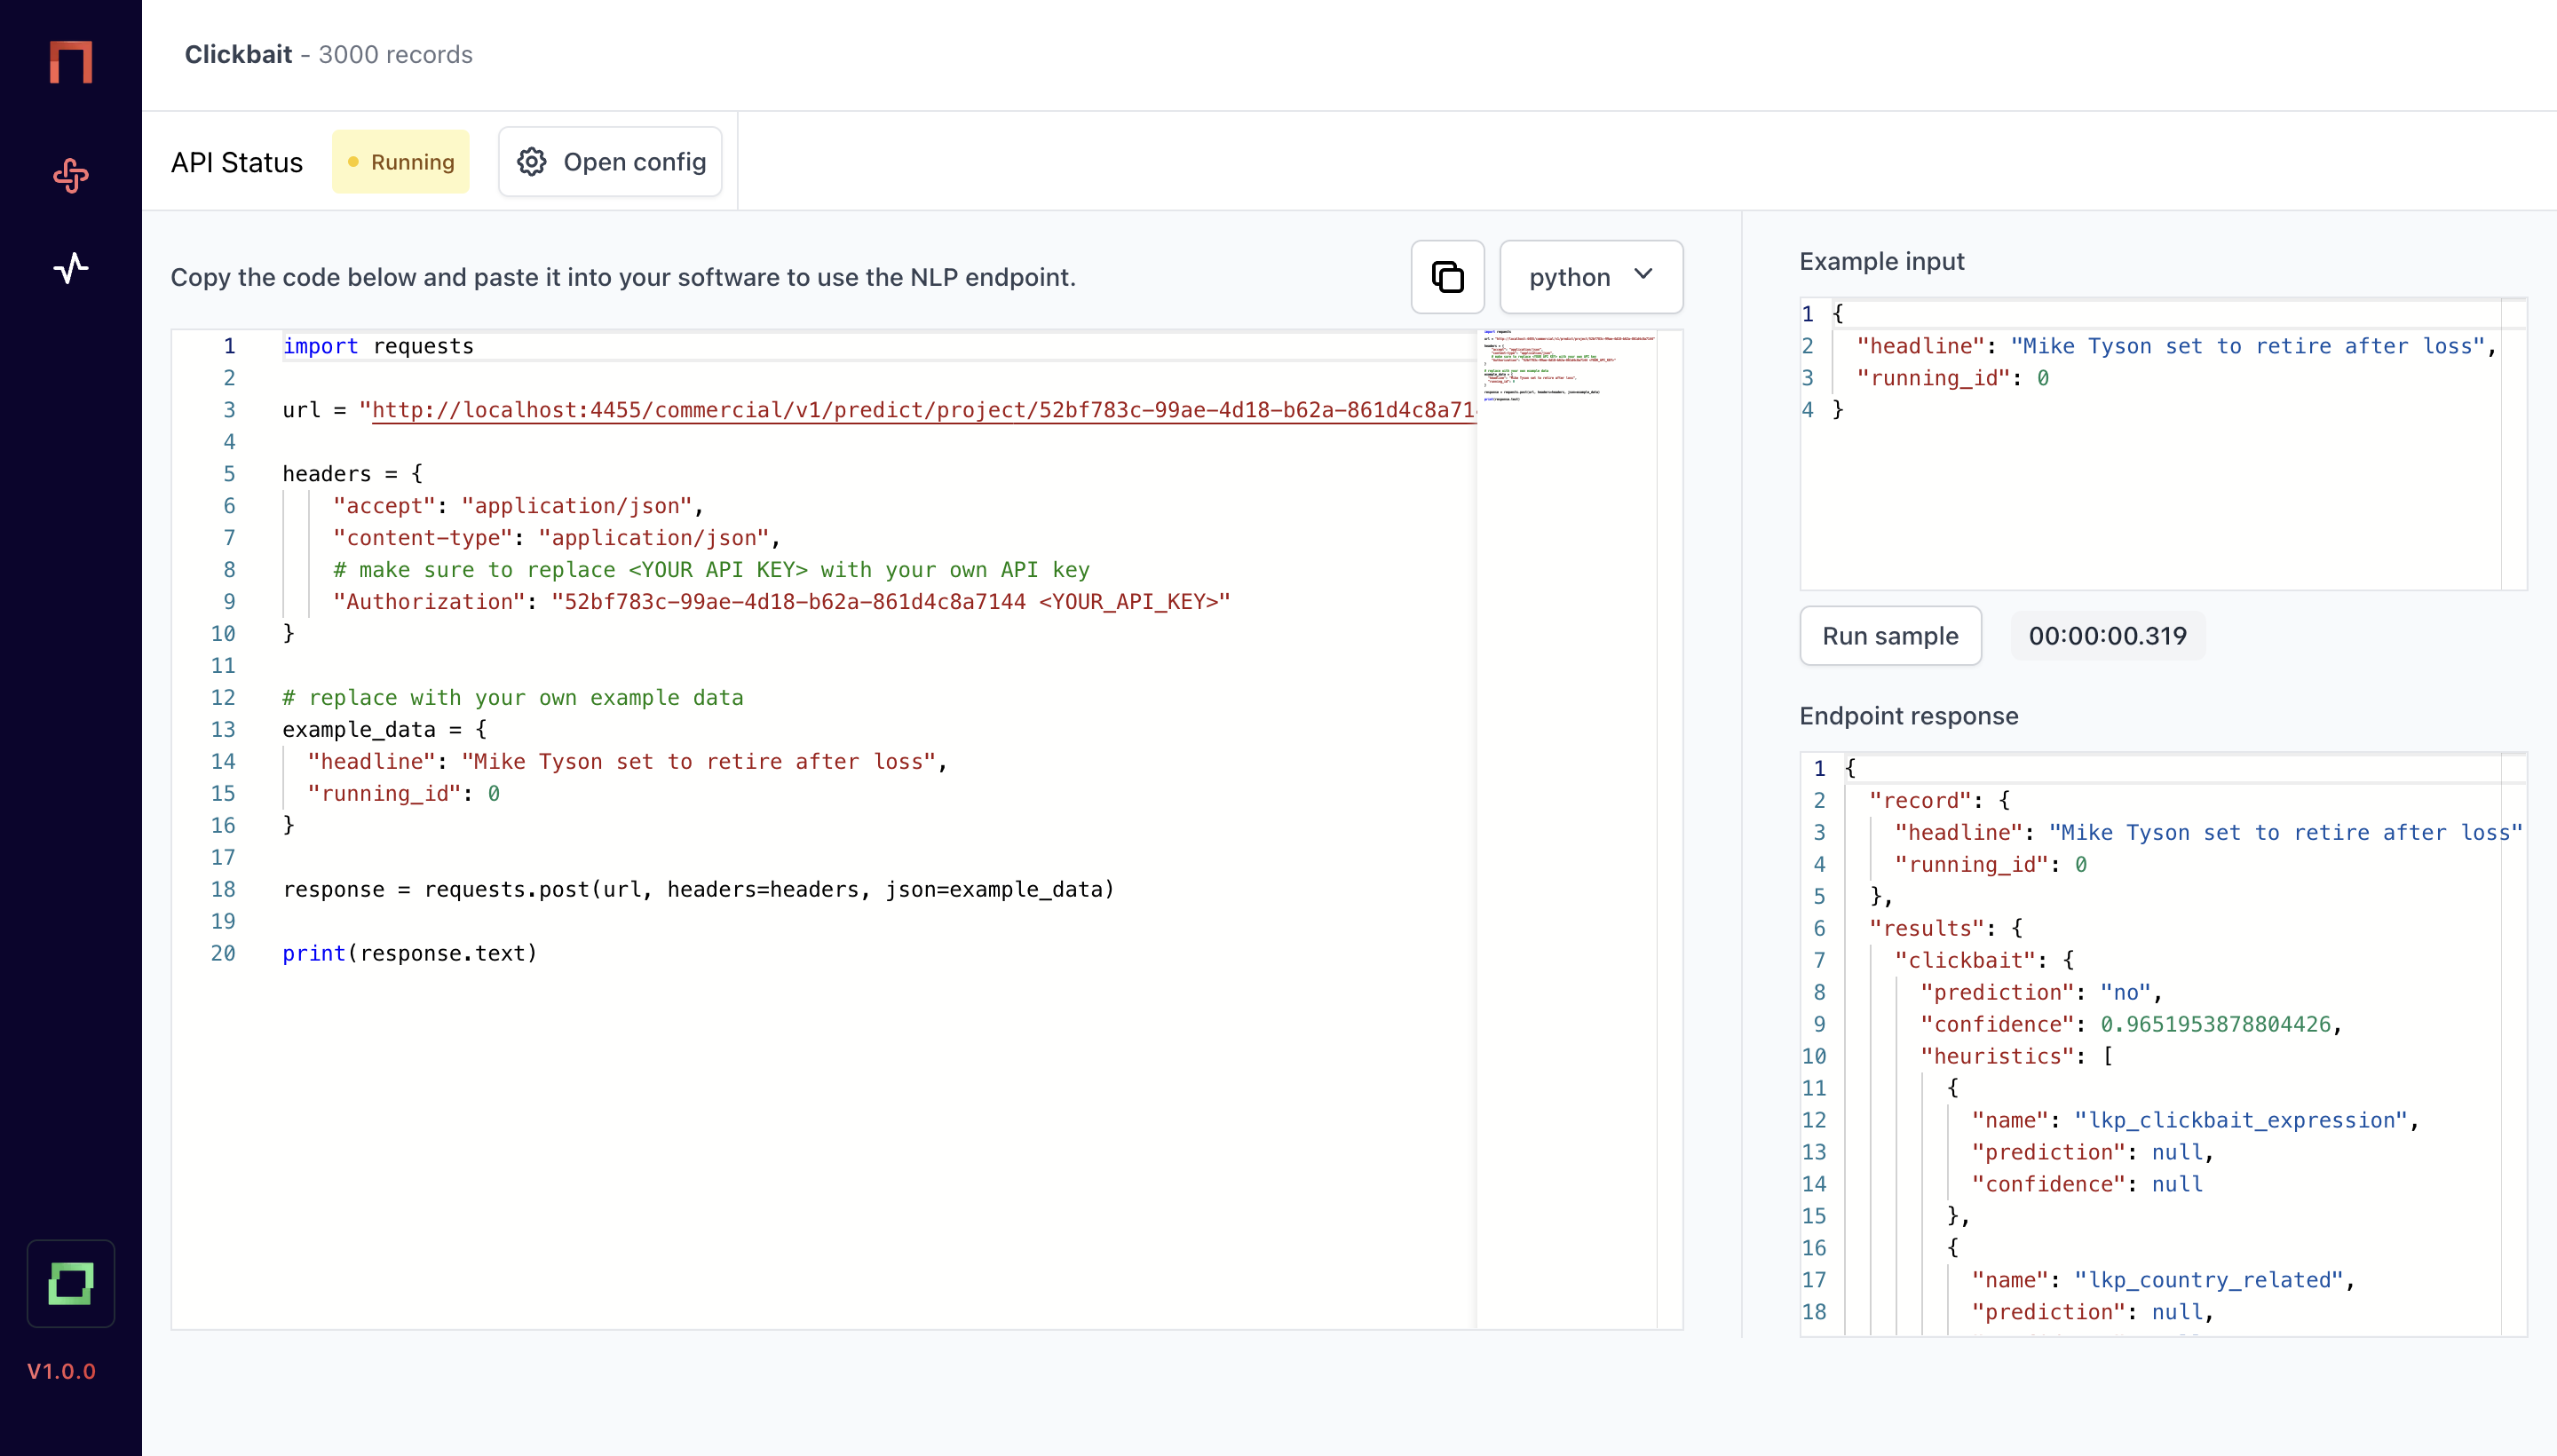 Clickbait - 3000 records
API Status
Running
Open config
Copy the code below and paste it into your software to use the NLP endpoint.
python
1 import requests
2
3 url = "http://localhost:4455/commercial/v1/predict/project/52bf783c-99ae-4d18-b62a-861d4c8a71
4
5 headers = {
6 "accept": "application/json",
7 "content-type": "application/json",
8 # make sure to replace <YOUR API KEY> with your own API key
9 "Authorization": "52bf783c-99ae-4d18-b62a-861d4c8a7144 <YOUR_API_KEY>"
10 }
11
12 # replace with your own example data
13 example_data = {
14 "headline": "Mike Tyson set to retire after loss",
15 "running_id": 0
16 }
17
18 response = requests.post(url, headers=headers, json=example_data)
19
20 print(response.text)
Example input
1 {
2 "headline": "Mike Tyson set to retire after loss",
3 "running_id": 0
4 }
Run sample
00:00:00.319
Endpoint response
1 {
2 "record": {
3 "headline": "Mike Tyson set to retire after loss"
4 "running_id": 0
5 },
6 "results": {
7 "clickbait": {
8 "prediction": "no",
9 "confidence": 0.9651953878804426,
10 "heuristics": [
11 {
12 "name": "lkp_clickbait_expression",
13 "prediction": null,
14 "confidence": null
15 },
16 {
17 "name": "lkp_country_related",
18 "prediction": null,
V1.0.0